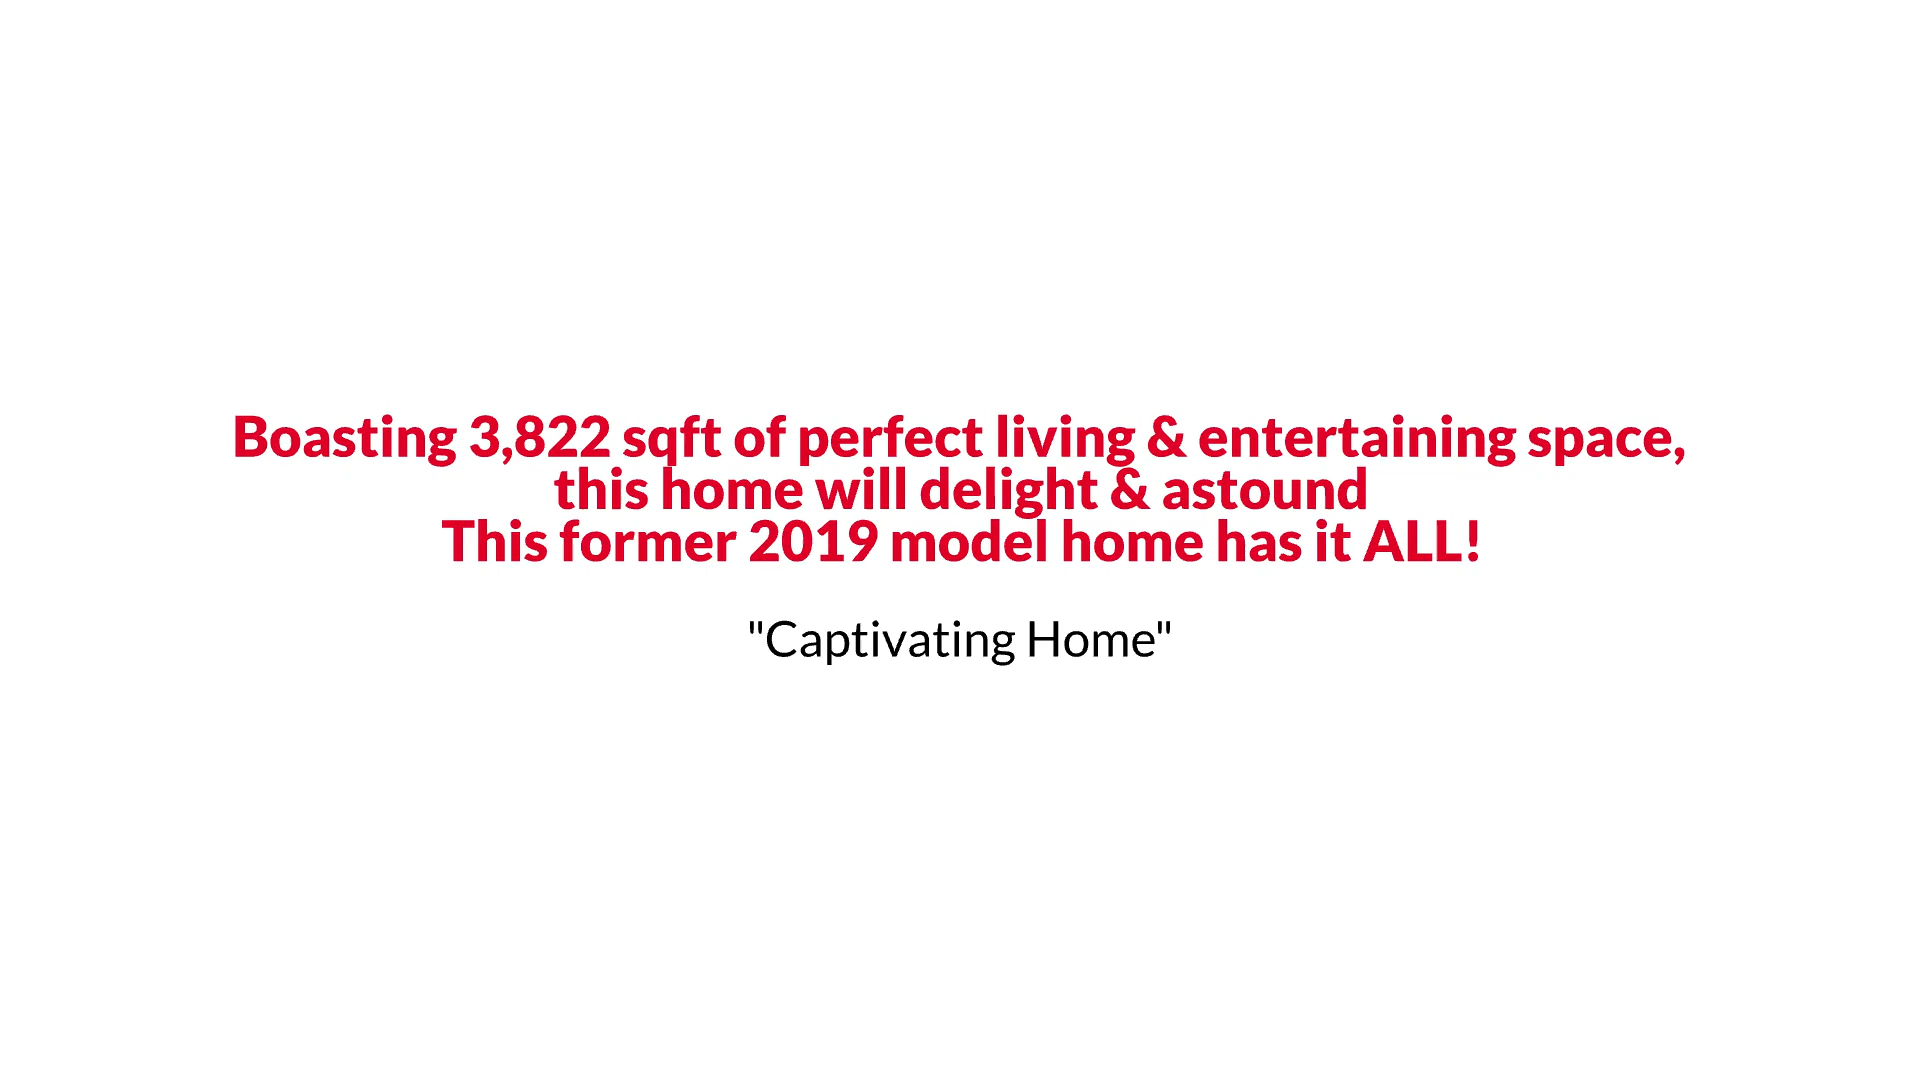 Boasting 3,822 sqft of perfect living & entertaining space,
this home will delight & astound
This former 2019 model home has it ALL!
"Captivating Home"